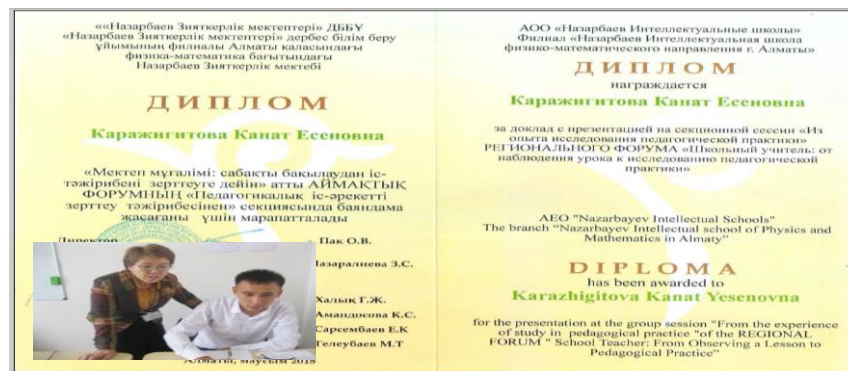 ««Назарбаев Зияткерлік мектептері» ДББҰ
«Назарбаев Зияткерлік мектептері» дербес білім беру
ұйымының филиалы Алматы қаласындағы
физика-математика бағытындағы
Назарбаев Зияткерлік мектебі
ДИПЛОМ
Каражигитова Канат Есеновна
«Мектеп мұғалімі: сабақты бақылаудан іс-
тәжірибені зерттеуге дейін» атты АЙМАҚТЫҚ
ФОРУМНЫҢ «Педагогикалық іс-әрекетті
зерттеу тәжірибесінен» секциясында баяндама
жасағаны үшін марапатталады
Директор Пак О.В.
Назаралиева З.С.
Халық Г.Ж.
Амандосова К.С.
Сарсембаев Е.К
Телеубаев М.Т
Алматы, маусым 2018
АОО «Назарбаев Интеллектуальные школы»
Филиал «Назарбаев Интеллектуальная школа
физико-математического направления г. Алматы»
ДИПЛОМ
награждается
Каражигитова Канат Есеновна
за доклад с презентацией на секционной сессии «Из
опыта исследования педагогической практики»
РЕГИОНАЛЬНОГО ФОРУМА «Школьный учитель: от
наблюдения урока к исследованию педагогической
практики»
AEO "Nazarbayev Intellectual Schools"
The branch “Nazarbayev Intellectual school of Physics and
Mathematics in Almaty”
DIPLOMA
has been awarded to
Karazhigitova Kanat Yesenovna
for the presentation at the group session "From the experience
of study in pedagogical practice "of the REGIONAL
FORUM " School Teacher: From Observing a Lesson to
Pedagogical Practice”